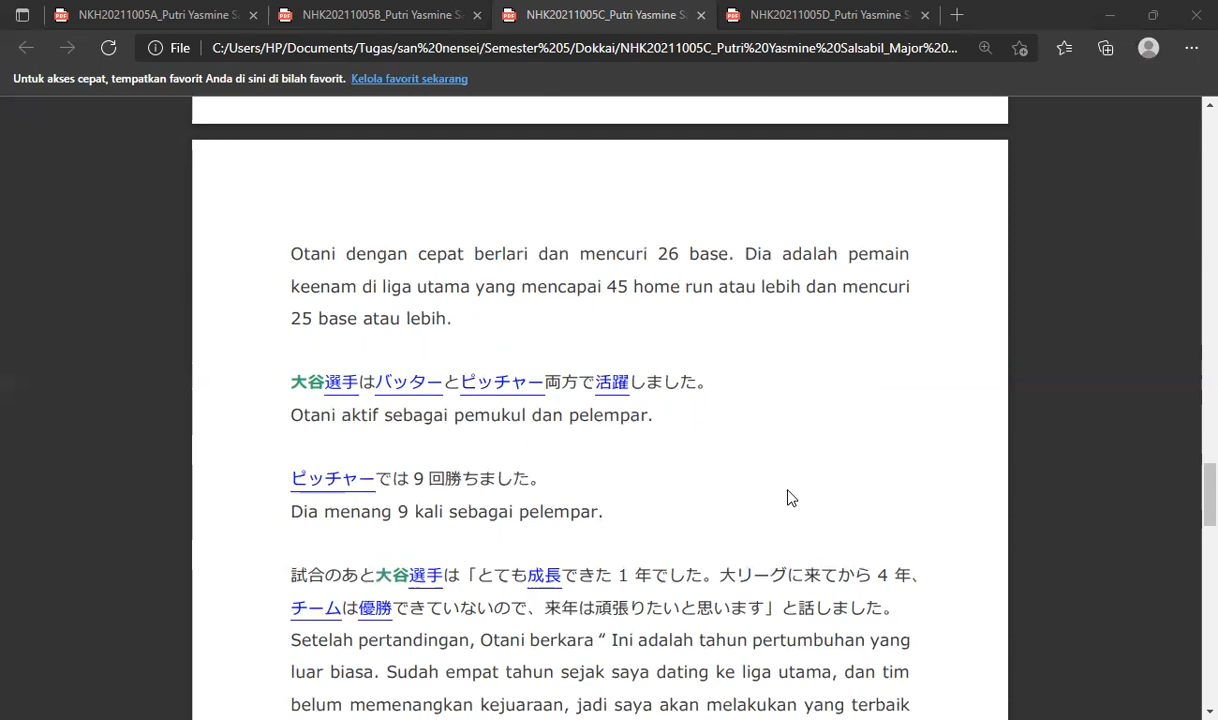 NKH20211005A_Putri Yasmine S
NHK20211005B_Putri Yasmine S
NHK20211005C_Putri Yasmine S
NHK20211005D_Putri Yasmine S
File
C:/Users/HP/Documents/Tugas/san%20nensei/Semester%205/Dokkai/NHK20211005C_Putri%20Yasmine%20Salsabil_Major%20...
Untuk akses cepat, tempatkan favorit Anda di sini di bilah favorit. Kelola favorit sekarang
Otani dengan cepat berlari dan mencuri 26 base. Dia adalah pemain
keenam di liga utama yang mencapai 45 home run atau lebih dan mencuri
25 base atau lebih.
大谷選手はバッターとピッチャー両方で活躍しました。
Otani aktif sebagai pemukul dan pelempar.
ピッチャーでは 9 回勝ちました。
Dia menang 9 kali sebagai pelempar.
試合のあと大谷選手は「とても成長できた 1 年でした。大リーグに来てから 4 年、
チームは優勝できていないので、来年は頑張りたいと思います」と話しました。
Setelah pertandingan, Otani berkara “ Ini adalah tahun pertumbuhan yang
luar biasa. Sudah empat tahun sejak saya dating ke liga utama, dan tim
belum memenangkan kejuaraan, jadi saya akan melakukan yang terbaik